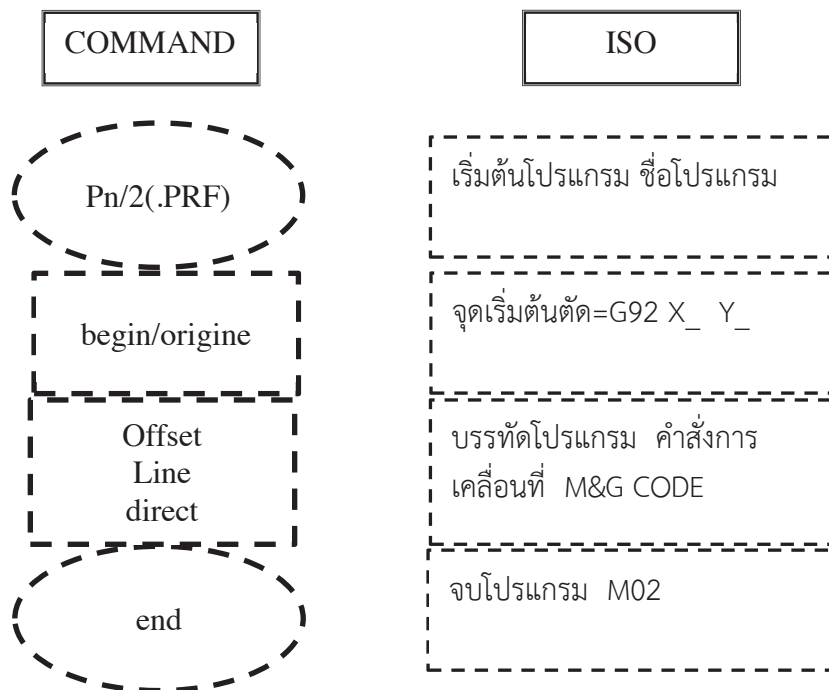 COMMAND
ISO
Pn/2(.PRF)
เริ่มต้นโปรแกรม ชื่อโปรแกรม
begin/origine
จุดเริ่มต้นตัด=G92 X_ Y_
Offset
Line
direct
บรรทัดโปรแกรม คำสั่งการ
เคลื่อนที่ M&G CODE
end
จบโปรแกรม M02